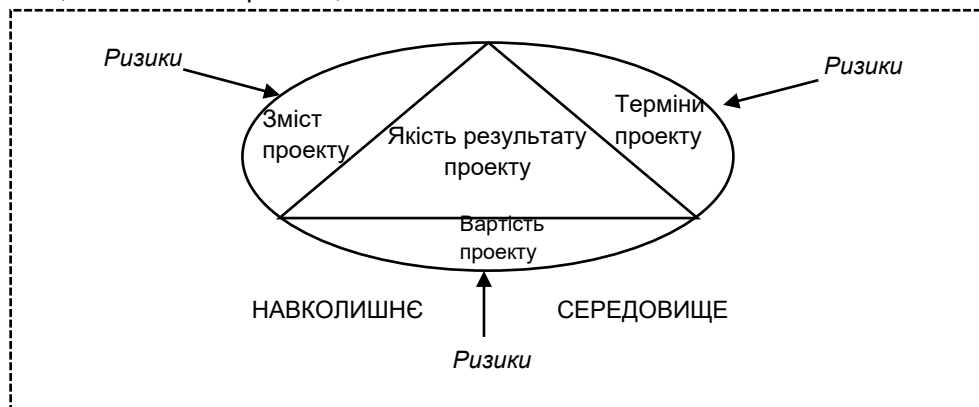 Ризики
Ризики
Зміст
проекту
Якість результату
проекту
Терміни
проекту
Вартість
проекту
НАВКОЛИШНЄ СЕРЕДОВИЩЕ
Ризики